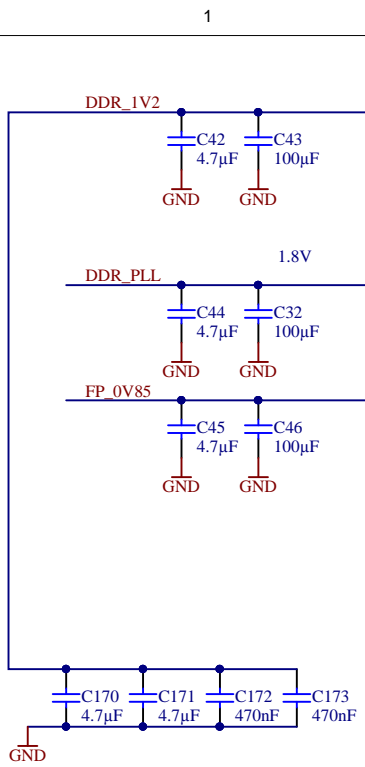 1
DDR_1V2
C42 C43
4.7µF 100µF
GND GND
1.8V
DDR_PLL
C44 C32
4.7µF 100µF
GND GND
FP_0V85
C45 C46
4.7µF 100µF
GND GND
C170 C171 C172 C173
4.7µF 4.7µF 470nF 470nF
GND